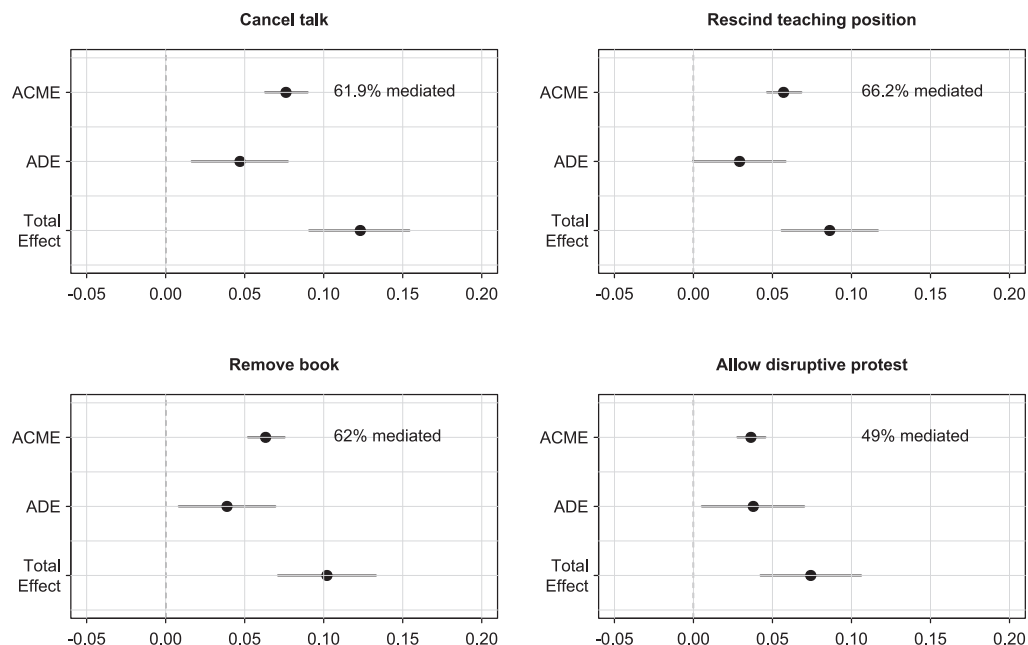 Cancel talk
ACME
61.9% mediated
ADE
Total
Effect
-0.05 0.00 0.05 0.10 0.15 0.20
Rescind teaching position
ACME
66.2% mediated
ADE
Total
Effect
-0.05 0.00 0.05 0.10 0.15 0.20
Remove book
ACME
62% mediated
ADE
Total
Effect
-0.05 0.00 0.05 0.10 0.15 0.20
Allow disruptive protest
ACME
49% mediated
ADE
Total
Effect
-0.05 0.00 0.05 0.10 0.15 0.20